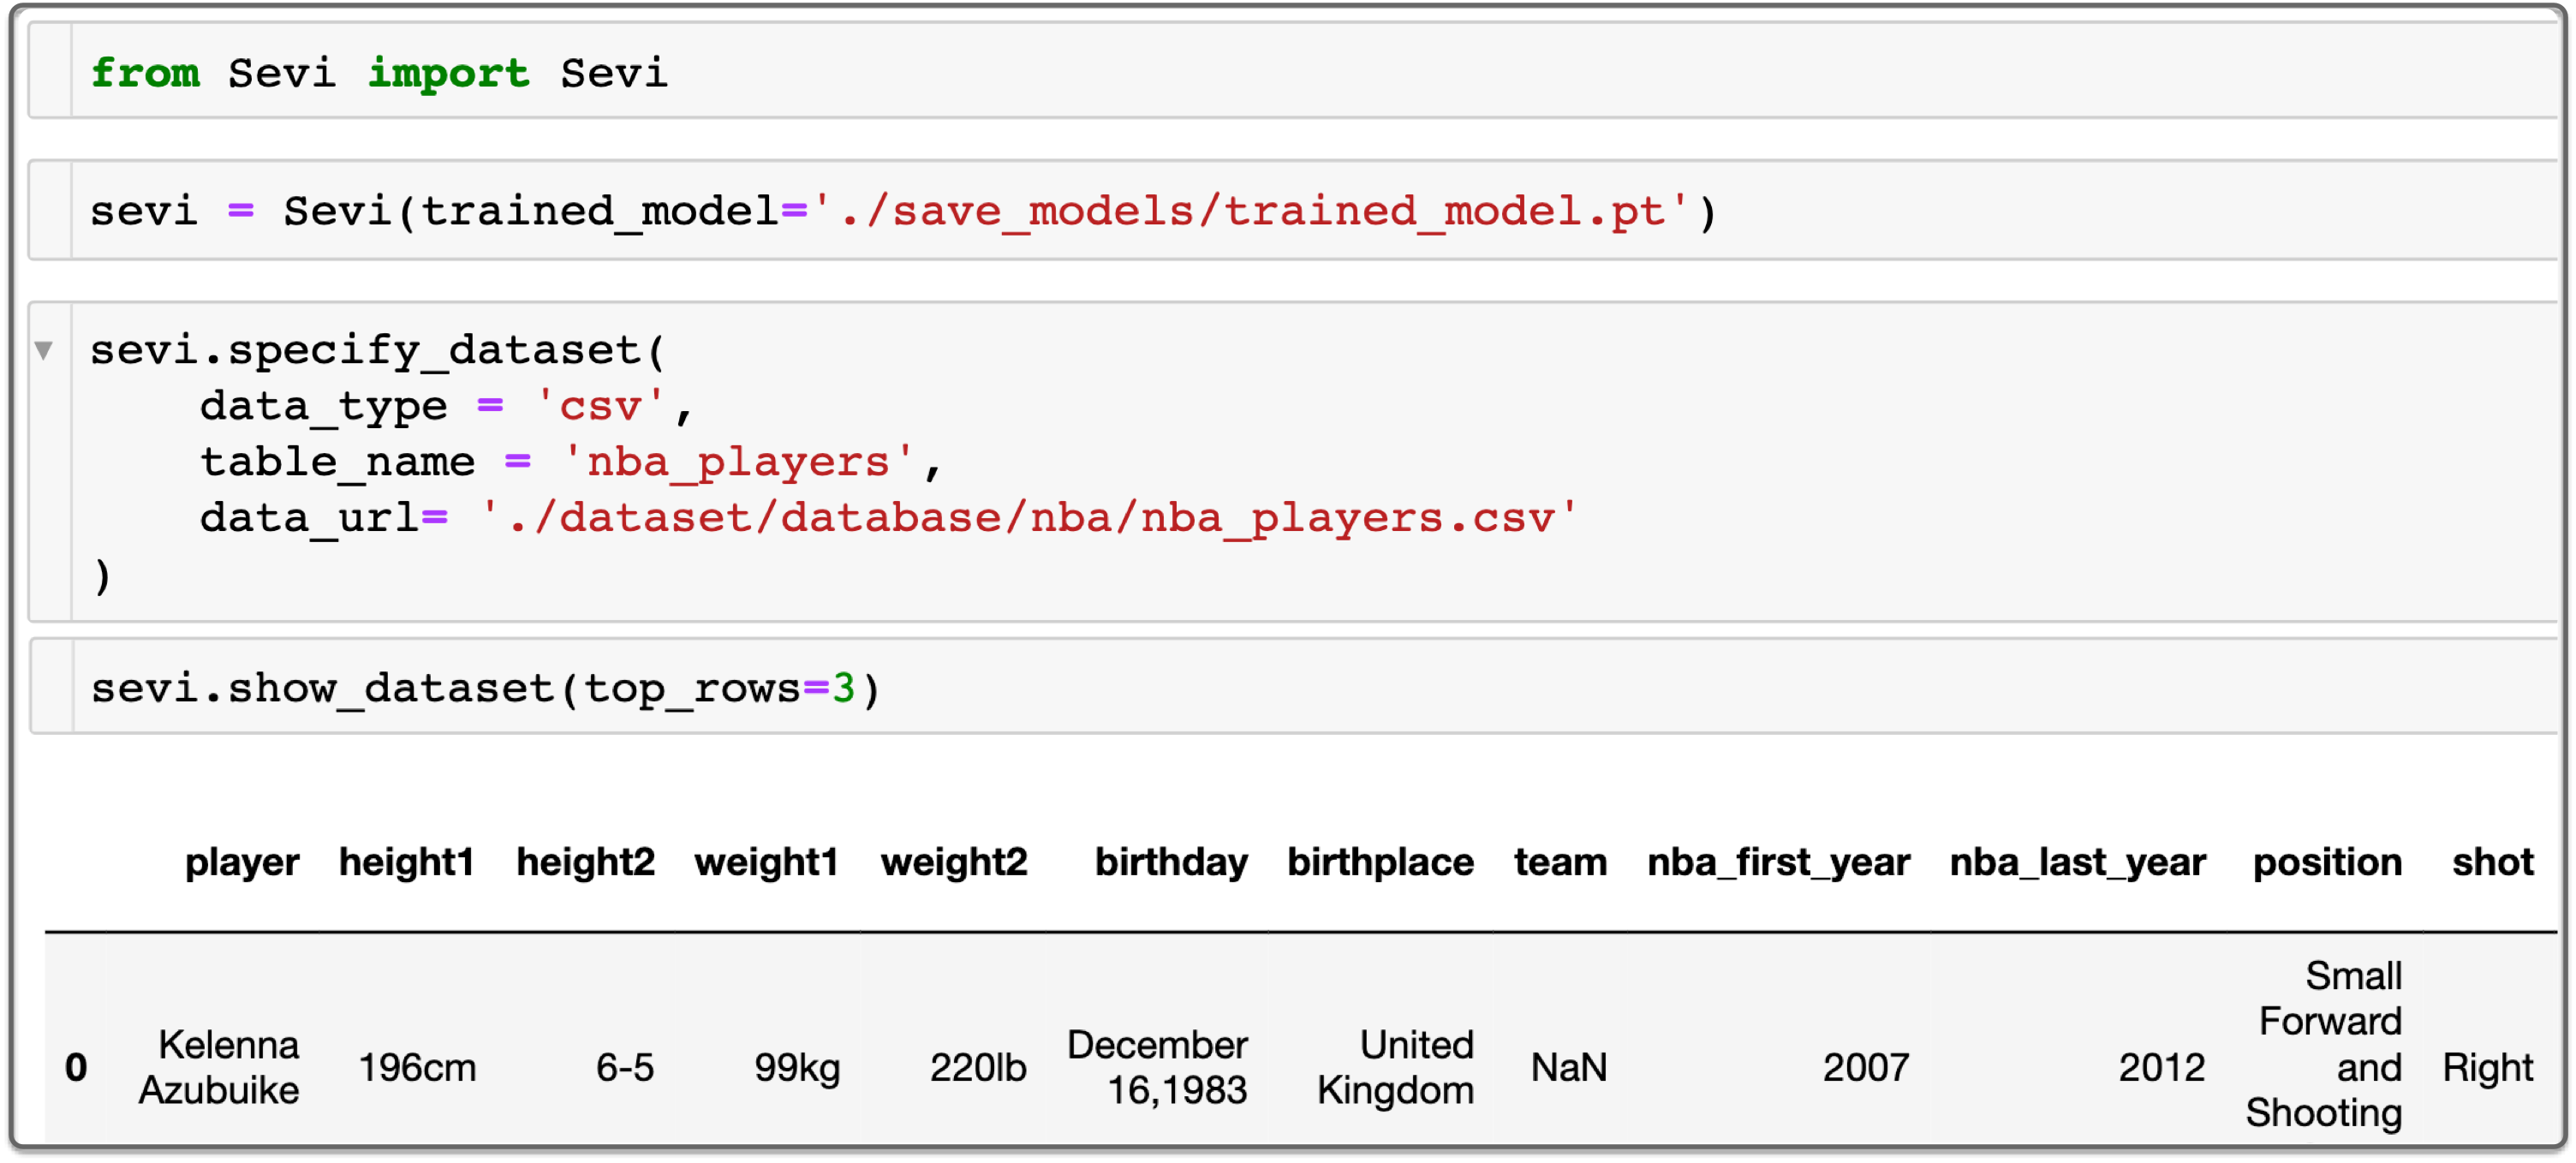 from Sevi import Sevi
sevi = Sevi(trained_model='./save_models/trained_model.pt')
sevi.specify_dataset(
data_type = 'csv',
table_name = 'nba_players',
data_url= './dataset/database/nba/nba_players.csv'
)
sevi.show_dataset(top_rows=3)
player height1 height2 weight1 weight2 birthday birthplace team nba_first_year nba_last_year position shot
0 Kelenna Azubuike 196cm 6-5 99kg 220lb December 16,1983 United Kingdom NaN 2007 2012 Small Forward and Shooting Right